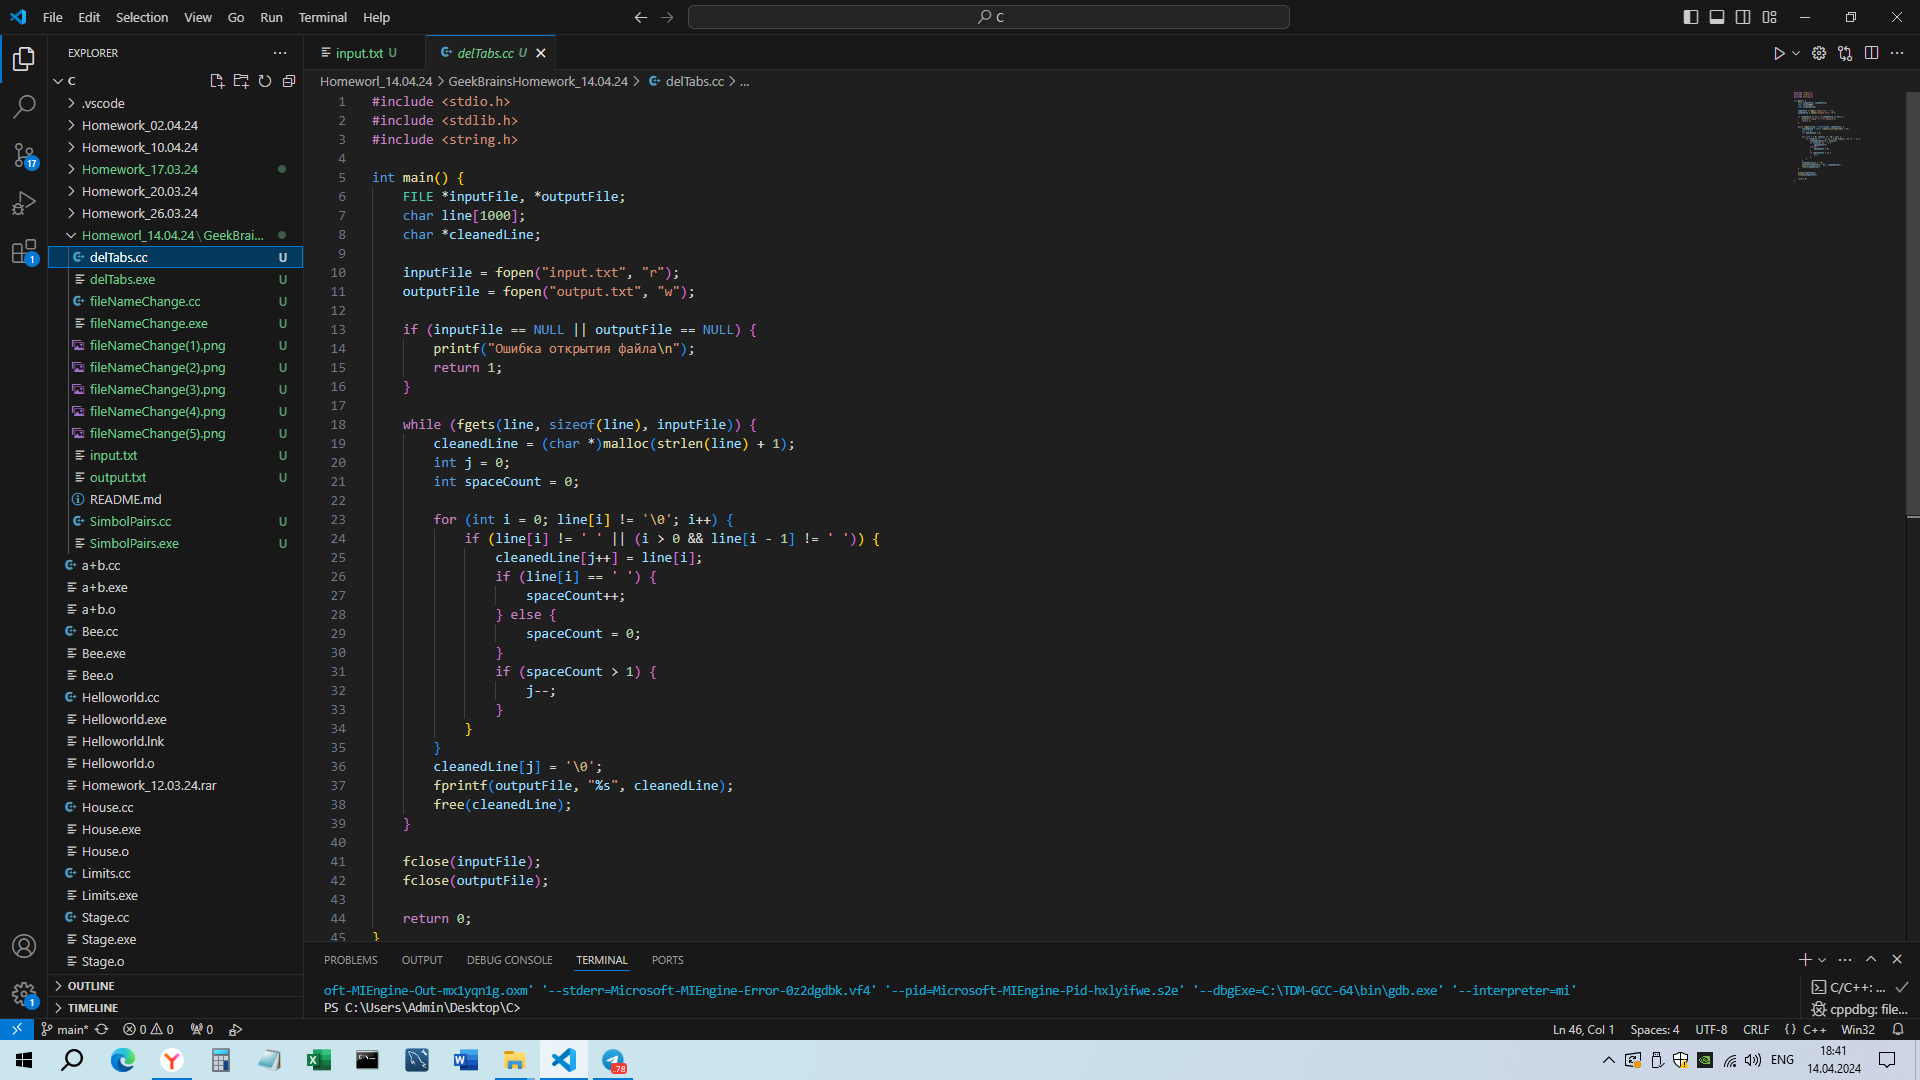 File Edit Selection View Go Run Terminal Help
C
EXPLORER
C
.vscode
Homework_02.04.24
Homework_10.04.24
Homework_17.03.24
Homework_20.03.24
Homework_26.03.24
Homeworl_14.04.24 \ GeekBrai...
delTabs.cc U
delTabs.exe U
fileNameChange.cc U
fileNameChange.exe U
fileNameChange(1).png U
fileNameChange(2).png U
fileNameChange(3).png U
fileNameChange(4).png U
fileNameChange(5).png U
input.txt U
output.txt U
README.md
SimbolPairs.cc U
SimbolPairs.exe U
a+b.cc
a+b.exe
a+b.o
Bee.cc
Bee.exe
Bee.o
Helloworld.cc
Helloworld.exe
Helloworld.lnk
Helloworld.o
Homework_12.03.24.rar
House.cc
House.exe
House.o
Limits.cc
Limits.exe
Stage.cc
Stage.exe
Stage.o
OUTLINE
TIMELINE
17
1
1
input.txt U delTabs.cc U
Homeworl_14.04.24 > GeekBrainsHomework_14.04.24 > delTabs.cc > ...
1 #include <stdio.h>
2 #include <stdlib.h>
3 #include <string.h>
4
5 int main() {
6 FILE *inputFile, *outputFile;
7 char line[1000];
8 char *cleanedLine;
9
10 inputFile = fopen("input.txt", "r");
11 outputFile = fopen("output.txt", "w");
12
13 if (inputFile == NULL || outputFile == NULL) {
14 printf("Ошибка открытия файла\n");
15 return 1;
16 }
17
18 while (fgets(line, sizeof(line), inputFile)) {
19 cleanedLine = (char *)malloc(strlen(line) + 1);
20 int j = 0;
21 int spaceCount = 0;
22
23 for (int i = 0; line[i] != '\0'; i++) {
24 if (line[i] != ' ' || (i > 0 && line[i - 1] != ' ')) {
25 cleanedLine[j++] = line[i];
26 if (line[i] == ' ') {
27 spaceCount++;
28 } else {
29 spaceCount = 0;
30 }
31 if (spaceCount > 1) {
32 j--;
33 }
34 }
35 }
36 cleanedLine[j] = '\0';
37 fprintf(outputFile, "%s", cleanedLine);
38 free(cleanedLine);
39 }
40
41 fclose(inputFile);
42 fclose(outputFile);
43
44 return 0;
45 }
PROBLEMS OUTPUT DEBUG CONSOLE TERMINAL PORTS
oft-MIEngine-Out-mx1yqn1g.oxm' '--stderr=Microsoft-MIEngine-Error-0z2dgdbk.vf4' '--pid=Microsoft-MIEngine-Pid-hxlyifwe.s2e' '--dbgExe=C:\TDM-GCC-64\bin\gdb.exe' '--interpreter=mi'
PS C:\Users\Admin\Desktop\C>
C/C++: ...
cppdbg: file...
main* 0 0 0 Ln 46, Col 1 Spaces: 4 UTF-8 CRLF {} C++ Win32
78
ENG
18:41
14.04.2024